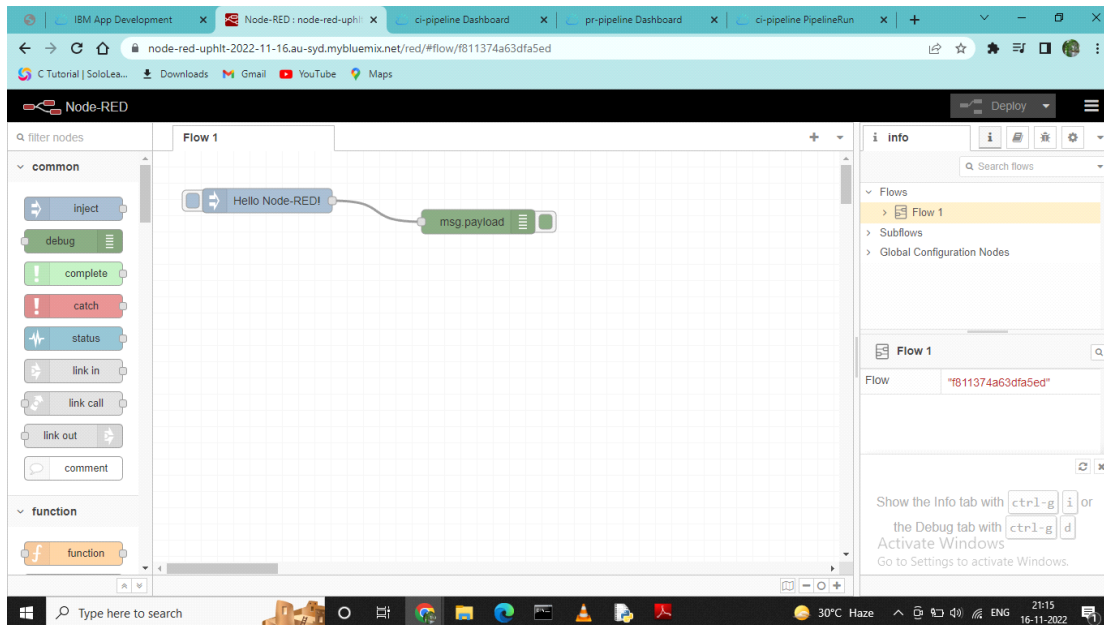 IBM App Development
Node-RED : node-red-uphlt
ci-pipeline Dashboard
pr-pipeline Dashboard
ci-pipeline PipelineRun
node-red-uphlt-2022-11-16.au-syd.mybluemix.net/red/#flow/f811374a63dfa5ed
C Tutorial | SoloLea...
Downloads
Gmail
YouTube
Maps
Node-RED
Deploy
filter nodes
Flow 1
info
Search flows
common
inject
debug
complete
catch
status
link in
link call
link out
comment
function
function
Hello Node-RED!
msg.payload
Flows
Flow 1
Subflows
Global Configuration Nodes
Flow 1
Flow "f811374a63dfa5ed"
Show the Info tab with ctrl-g i or
the Debug tab with ctrl-g d
Activate Windows
Go to Settings to activate Windows.
Type here to search
30°C Haze
ENG
21:15
16-11-2022